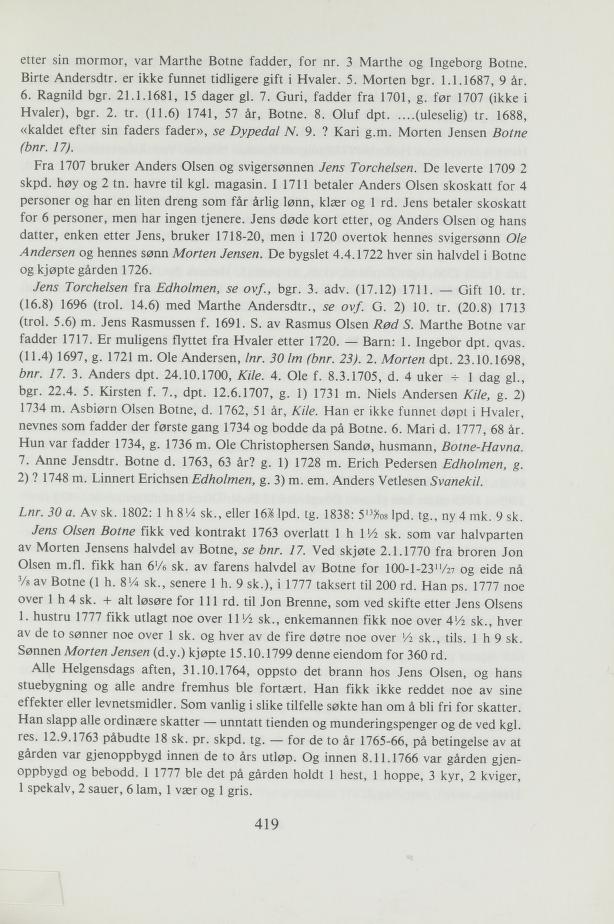 etter sin mormor, var Marthe Botne fadder, for nr. 3 Marthe og Ingeborg Botne.
Birte Andersdtr. er ikke funnet tidligere gift i Hvaler. 5. Morten bgr. 1.1.1687, 9 år.
6. Ragnild bgr. 21.1.1681, 15 dager gl. 7. Guri, fadder fra 1701, g. før 1707 (ikke i
Hvaler), bgr. 2. tr. (11.6) 1741, 57 år, Botne. 8. Oluf dpt. ....(uleselig) tr. 1688,
«kaldet efter sin faders fader», se Dypedal N. 9. ? Kari g.m. Morten Jensen Botne
(bnr. 17).
Fra 1707 bruker Anders Olsen og svigersønnen Jens Torchelsen. De leverte 1709 2
skpd. høy og 2 tn. havre til kgl. magasin. I 1711 betaler Anders Olsen skoskatt for 4
personer og har en liten dreng som får årlig lønn, klær og 1 rd. Jens betaler skoskatt
for 6 personer, men har ingen tjenere. Jens døde kort etter, og Anders Olsen og hans
datter, enken etter Jens, bruker 1718-20, men i 1720 overtok hennes svigersønn Ole
Andersen og hennes sønn Morten Jensen. De bygslet 4.4.1722 hver sin halvdel i Botne
og kjøpte gården 1726.
Jens Torchelsen fra Edholmen, se ovf., bgr. 3. adv. (17.12) 1711. — Gift 10. tr.
(16.8) 1696 (trol. 14.6) med Marthe Andersdtr., se ovf. G. 2) 10. tr. (20.8) 1713
(trol. 5.6) m. Jens Rasmussen f. 1691. S. av Rasmus Olsen Rød S. Marthe Botne var
fadder 1717. Er muligens flyttet fra Hvaler etter 1720. — Barn: 1. Ingebor dpt. qvas.
(11.4) 1697, g. 1721 m. Ole Andersen, lnr. 30 lm (bnr. 23). 2. Morten dpt. 23.10.1698,
bnr. 17. 3. Anders dpt. 24.10.1700, Kile. 4. Ole f. 8.3.1705, d. 4 uker ÷ 1 dag gl.,
bgr. 22.4. 5. Kirsten f. 7., dpt. 12.6.1707, g. 1) 1731 m. Niels Andersen Kile, g. 2)
1734 m. Asbiørn Olsen Botne, d. 1762, 51 år, Kile. Han er ikke funnet døpt i Hvaler,
nevnes som fadder der første gang 1734 og bodde da på Botne. 6. Mari d. 1777, 68 år.
Hun var fadder 1734, g. 1736 m. Ole Christophersen Sandø, husmann, Botne-Havna.
7. Anne Jensdtr. Botne d. 1763, 63 år? g. 1) 1728 m. Erich Pedersen Edholmen, g.
2) ? 1748 m. Linnert Erichsen Edholmen, g. 3) m. em. Anders Vetlesen Svanekil.
Lnr. 30 a. Av sk. 1802: 1 h 8¼ sk., eller 16⅞ lpd. tg. 1838: 5 lpd. tg., ny 4 mk. 9 sk.
Jens Olsen Botne fikk ved kontrakt 1763 overlatt 1 h 1½ sk. som var halvparten
av Morten Jensens halvdel av Botne, se bnr. 17. Ved skjøte 2.1.1770 fra broren Jon
Olsen m.fl. fikk han 6⅙ sk. av farens halvdel av Botne for 100-1-23¹¹/₂₇ og eide nå
⅜ av Botne (1 h. 8¼ sk., senere 1 h. 9 sk.), i 1777 taksert til 200 rd. Han ps. 1777 noe
over 1 h 4 sk. + alt løsøre for 111 rd. til Jon Brenne, som ved skifte etter Jens Olsens
1. hustru 1777 fikk utlagt noe over 11½ sk., enkemannen fikk noe over 4½ sk., hver
av de to sønner noe over 1 sk. og hver av de fire døtre noe over ½ sk., tils. 1 h 9 sk.
Sønnen Morten Jensen (d.y.) kjøpte 15.10.1799 denne eiendom for 360 rd.
Alle Helgensdags aften, 31.10.1764, oppsto det brann hos Jens Olsen, og hans
stuebygning og alle andre fremhus ble fortært. Han fikk ikke reddet noe av sine
effekter eller levnetsmidler. Som vanlig i slike tilfelle søkte han om å bli fri for skatter.
Han slapp alle ordinære skatter — unntatt tienden og munderingspenger og de ved kgl.
res. 12.9.1763 påbudte 18 sk. pr. skpd. tg. — for de to år 1765-66, på betingelse av at
gården var gjenoppbygd innen de to års utløp. Og innen 8.11.1766 var gården gjen-
oppbygd og bebodd. I 1777 ble det på gården holdt 1 hest, 1 hoppe, 3 kyr, 2 kviger,
1 spekalv, 2 sauer, 6 lam, 1 vær og 1 gris.
419